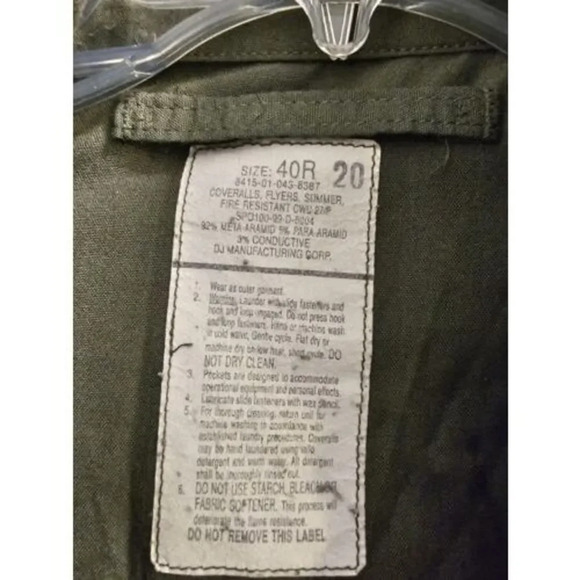 SIZE: 40R 20
8415-01-043-8387
COVERALLS, FLYERS, SUMMER,
FIRE RESISTANT CWU-27/P
SPO100-99-D-5004
92% META-ARAMID 5% PARA-ARAMID
3% CONDUCTIVE
DJ MANUFACTURING CORP.
1. Wear as outer garment.
2. Warning: Launder with slide fasteners and
hook and loop engaged. Do not press hook
and loop fasteners. Hand or machine wash
in cold water, Gentle cycle. Flat dry or
machine dry on low heat, short cycle. DO
NOT DRY CLEAN.
3. Pockets are designed to accommodate
operational equipment and personal effects.
4. Lubricate slide fasteners with wax pencil.
5. For thorough cleaning, return unit for
machine washing in accordance with
established laundry procedures. Coveralls
may be hand laundered using mild
detergent and warm water. All detergent
shall be thoroughly rinsed out.
6. DO NOT USE STARCH, BLEACH OR
FABRIC SOFTENER. This process will
deteriorate the flame resistance.
DO NOT REMOVE THIS LABEL